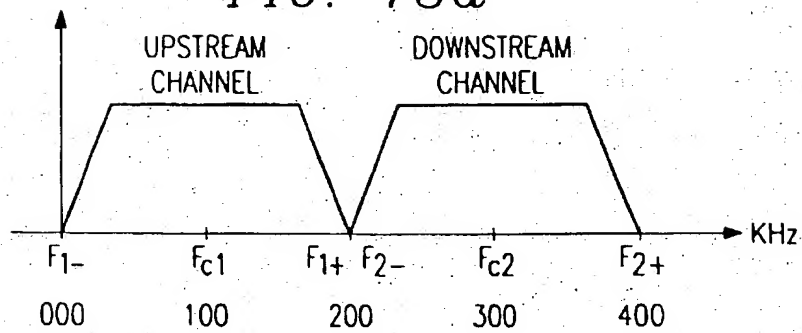 UPSTREAM DOWNSTREAM
CHANNEL CHANNEL
KHz
F1- Fc1 F1+ F2- Fc2 F2+
000 100 200 300 400